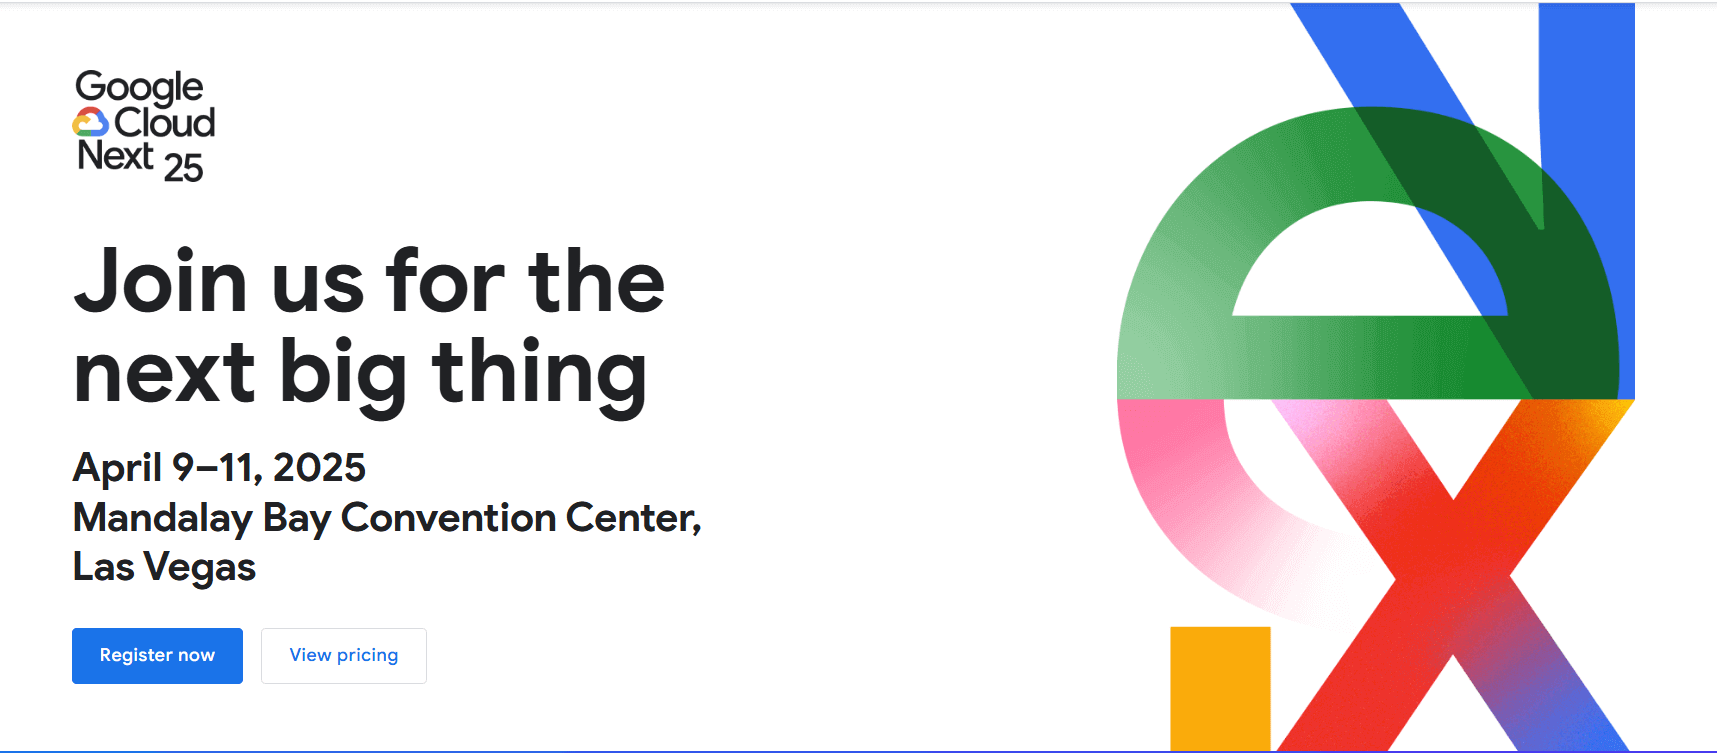 Google
Cloud
Next 25
Join us for the
next big thing
April 9–11, 2025
Mandalay Bay Convention Center,
Las Vegas
Register now
View pricing